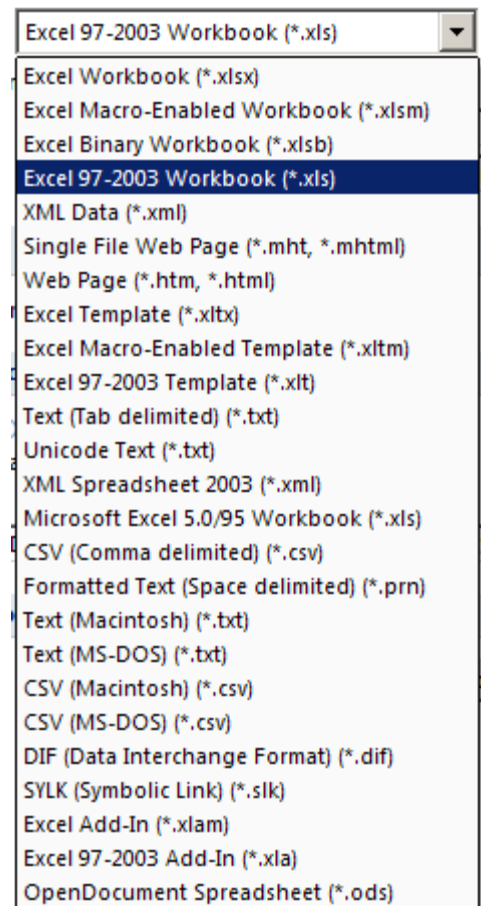 Excel 97-2003 Workbook (*.xls)
Excel Workbook (*.xlsx)
Excel Macro-Enabled Workbook (*.xlsm)
Excel Binary Workbook (*.xlsb)
Excel 97-2003 Workbook (*.xls)
XML Data (*.xml)
Single File Web Page (*.mht, *.mhtml)
Web Page (*.htm, *.html)
Excel Template (*.xltx)
Excel Macro-Enabled Template (*.xltm)
Excel 97-2003 Template (*.xlt)
Text (Tab delimited) (*.txt)
Unicode Text (*.txt)
XML Spreadsheet 2003 (*.xml)
Microsoft Excel 5.0/95 Workbook (*.xls)
CSV (Comma delimited) (*.csv)
Formatted Text (Space delimited) (*.prn)
Text (Macintosh) (*.txt)
Text (MS-DOS) (*.txt)
CSV (Macintosh) (*.csv)
CSV (MS-DOS) (*.csv)
DIF (Data Interchange Format) (*.dif)
SYLK (Symbolic Link) (*.slk)
Excel Add-In (*.xlam)
Excel 97-2003 Add-In (*.xla)
OpenDocument Spreadsheet (*.ods)